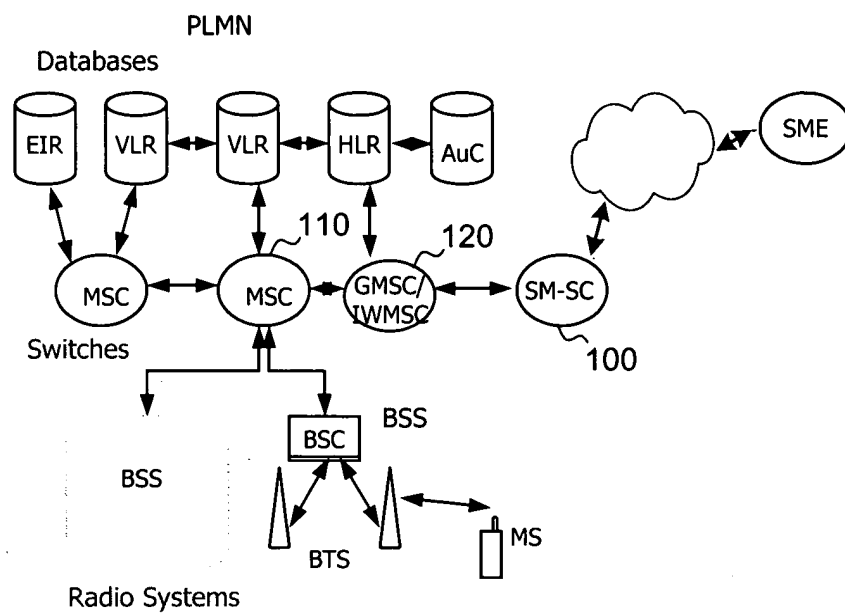 PLMN
Databases
EIR
VLR
VLR
HLR
AuC
SME
110
120
MSC
MSC
GMSC/
IWMSC
SM-SC
100
Switches
BSS
BSC
BSS
BTS
MS
Radio Systems